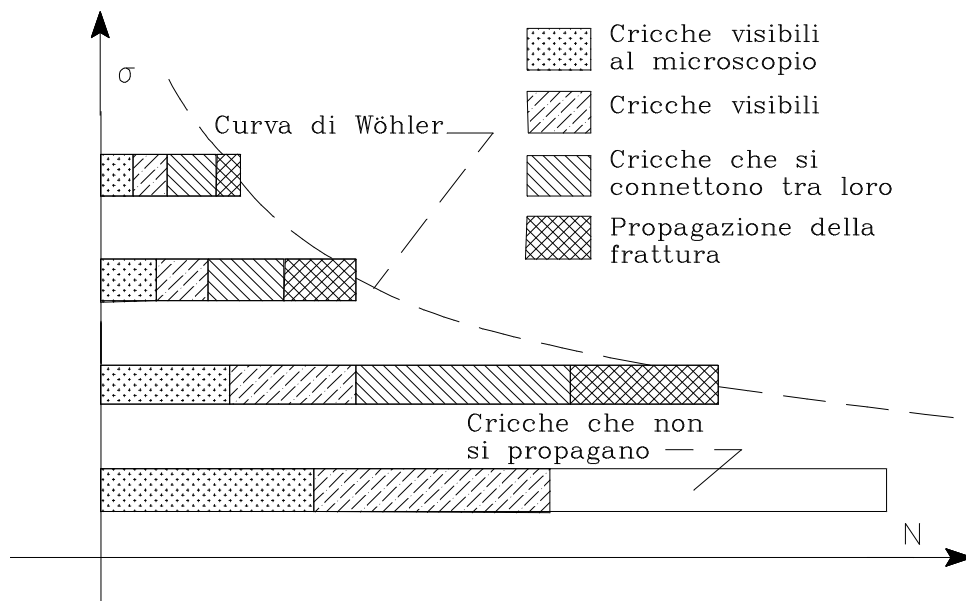 σ
Curva di Wöhler
Cricche visibili
al microscopio
Cricche visibili
Cricche che si
connettono tra loro
Propagazione della
frattura
Cricche che non
si propagano
N